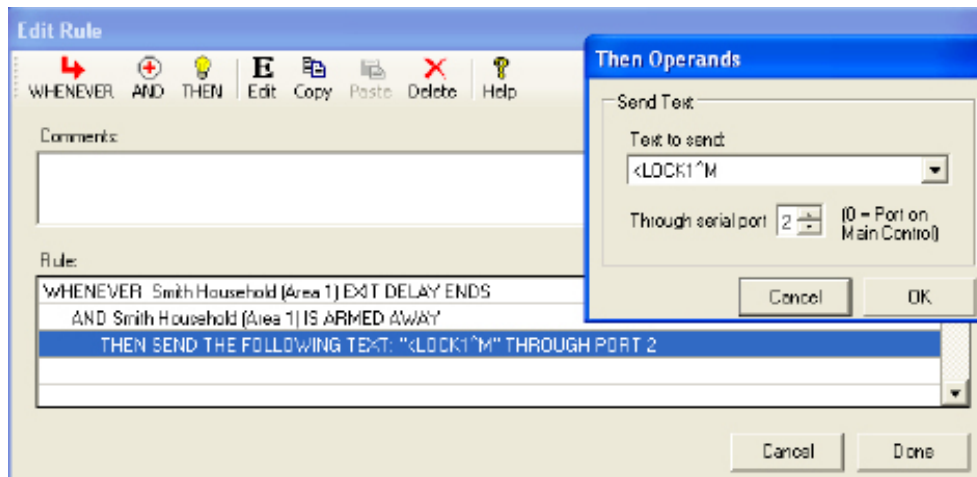 Edit Rule
WHENEVER AND THEN Edit Copy Paste Delete Help
Comments:
Rule:
WHENEVER Smith Household (Area 1) EXIT DELAY ENDS
AND Smith Household (Area 1) IS ARMED AWAY
THEN SEND THE FOLLOWING TEXT: "<LOCK1^M" THROUGH PORT 2
Cancel Done
Then Operands
Send Text
Text to send:
<LOCK1^M
Through serial port 2 (0 = Port on
Main Control)
Cancel OK